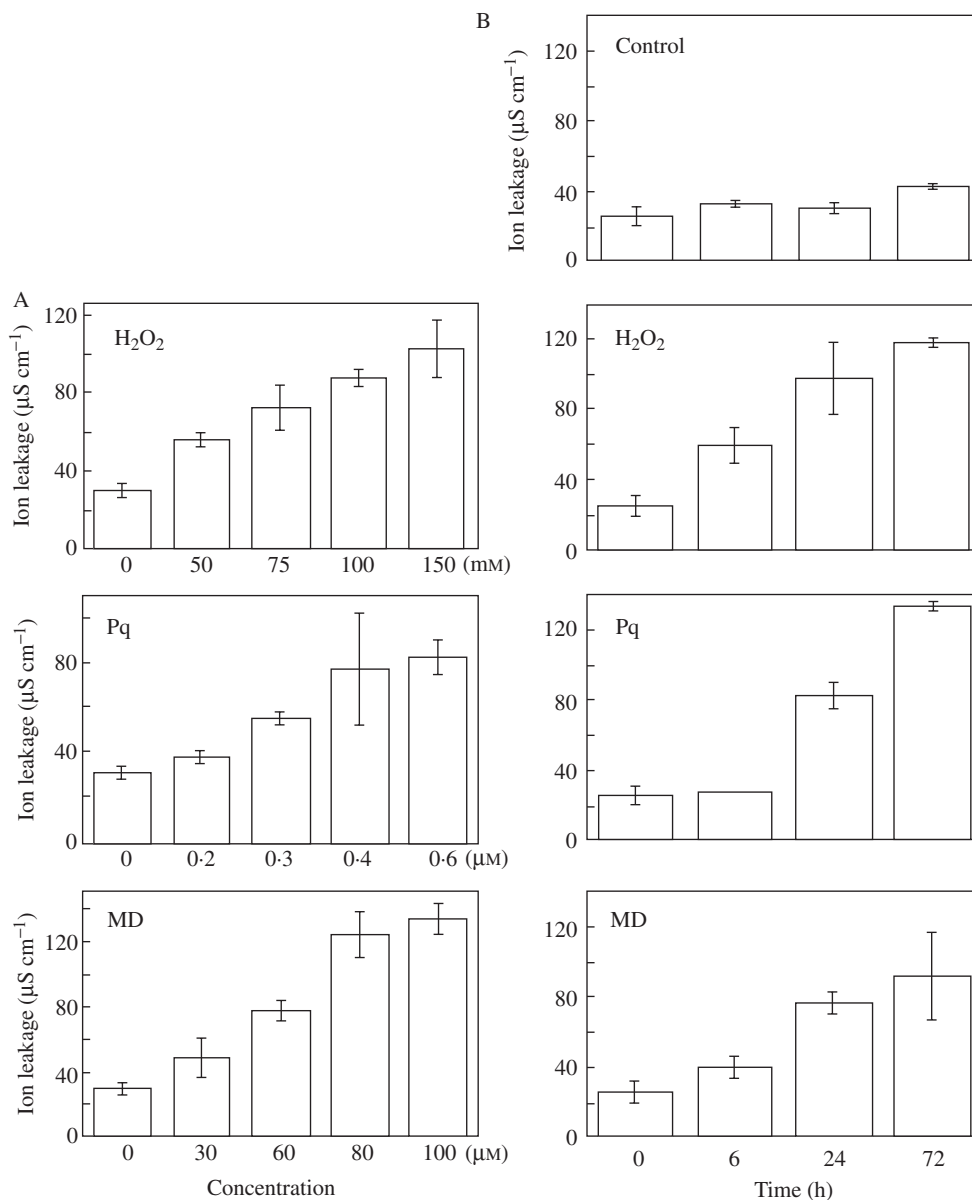 B
Control
Ion leakage (µS cm⁻¹)
120
80
40
0
A
H₂O₂
Ion leakage (µS cm⁻¹)
120
80
40
0
0 50 75 100 150 (mM)
H₂O₂
120
80
40
0
Pq
Ion leakage (µS cm⁻¹)
80
40
0
0 0·2 0·3 0·4 0·6 (µM)
Pq
120
80
40
0
MD
Ion leakage (µS cm⁻¹)
120
80
40
0
0 30 60 80 100 (µM)
Concentration
MD
120
80
40
0
0 6 24 72
Time (h)